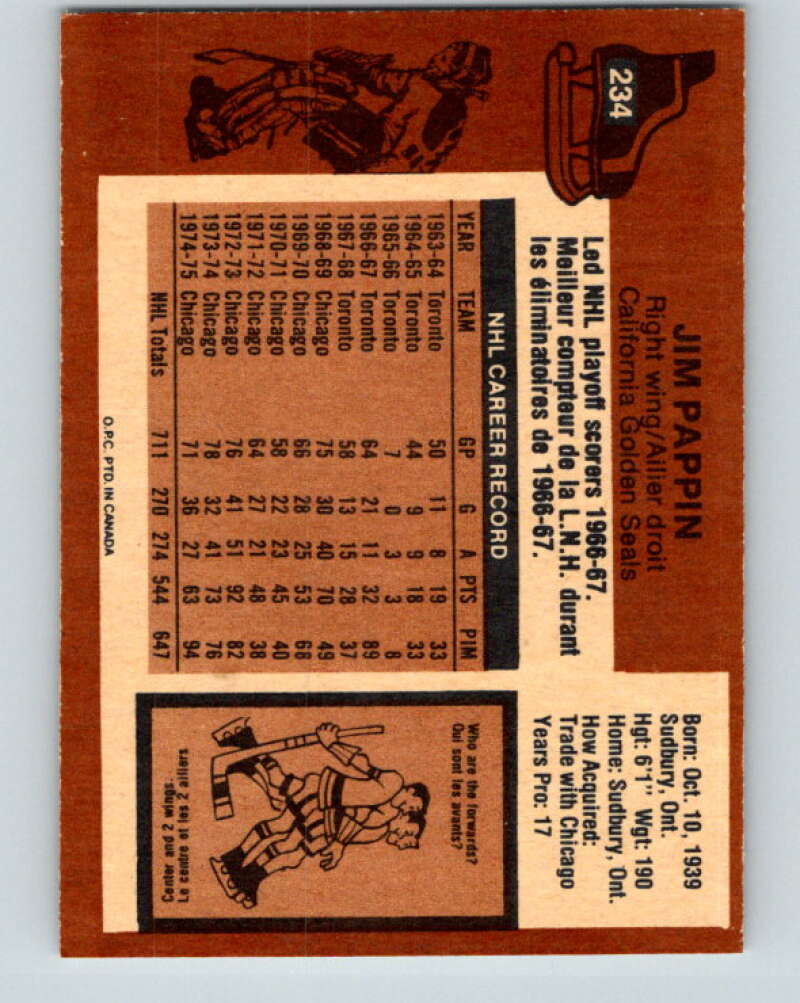 234
JIM PAPPIN
Right wing/Ailier droit
California Golden Seals
Led NHL playoff scorers 1966-67.
Meilleur compteur de la L.N.H. durant
les éliminatoires de 1966-67.
NHL CAREER RECORD
YEAR TEAM GP G A PTS PIM
1963-64 Toronto 50 11 8 19 33
1964-65 Toronto 44 9 9 18 33
1965-66 Toronto 7 0 3 3 8
1966-67 Toronto 64 21 11 32 89
1967-68 Toronto 58 13 15 28 37
1968-69 Chicago 75 30 40 70 49
1969-70 Chicago 66 28 25 53 68
1970-71 Chicago 58 22 23 45 40
1971-72 Chicago 64 27 21 48 38
1972-73 Chicago 76 41 51 92 82
1973-74 Chicago 78 32 41 73 76
1974-75 Chicago 71 36 27 63 94
NHL Totals 711 270 274 544 647
O.P.C. PTD. IN CANADA
Born: Oct. 10, 1939
Sudbury, Ont.
Hgt: 6'1" Wgt: 190
Home: Sudbury, Ont.
How Acquired:
Trade with Chicago
Years Pro: 17
Who are the forwards?
Qui sont les avants?
Le centre et les 2 ailiers
Center and 2 wings.